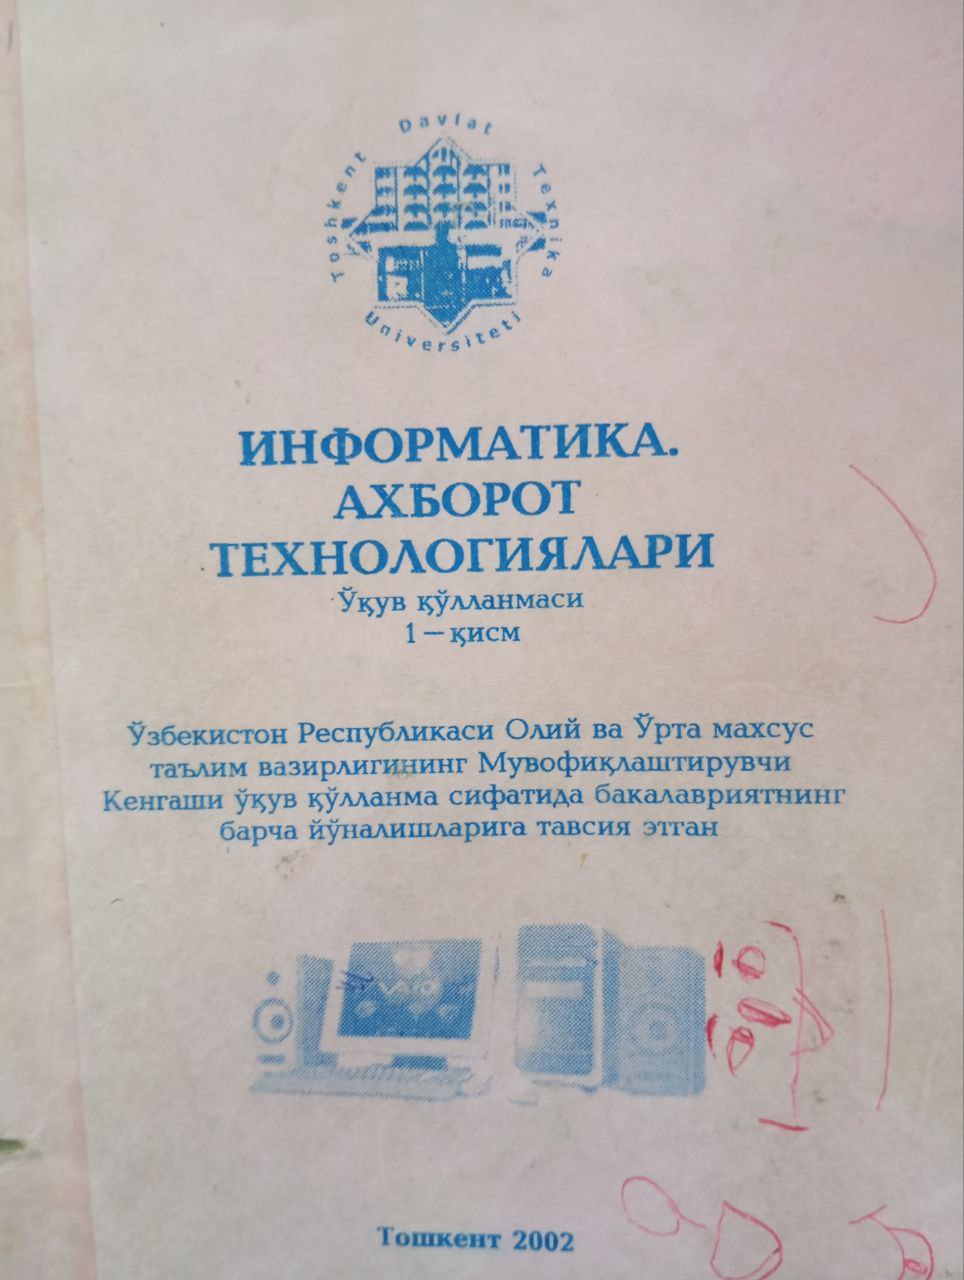 Toshkent Davlat Texnika Universiteti
ИНФОРМАТИКА.
АХБОРОТ
ТЕХНОЛОГИЯЛАРИ
Ўқув қўлланмаси
1 – қисм
Ўзбекистон Республикаси Олий ва Ўрта махсус
таълим вазирлигининг Мувофиқлаштирувчи
Кенгаши ўқув қўлланма сифатида бакалавриятнинг
барча йўналишларига тавсия этган
VAIO
Тошкент 2002